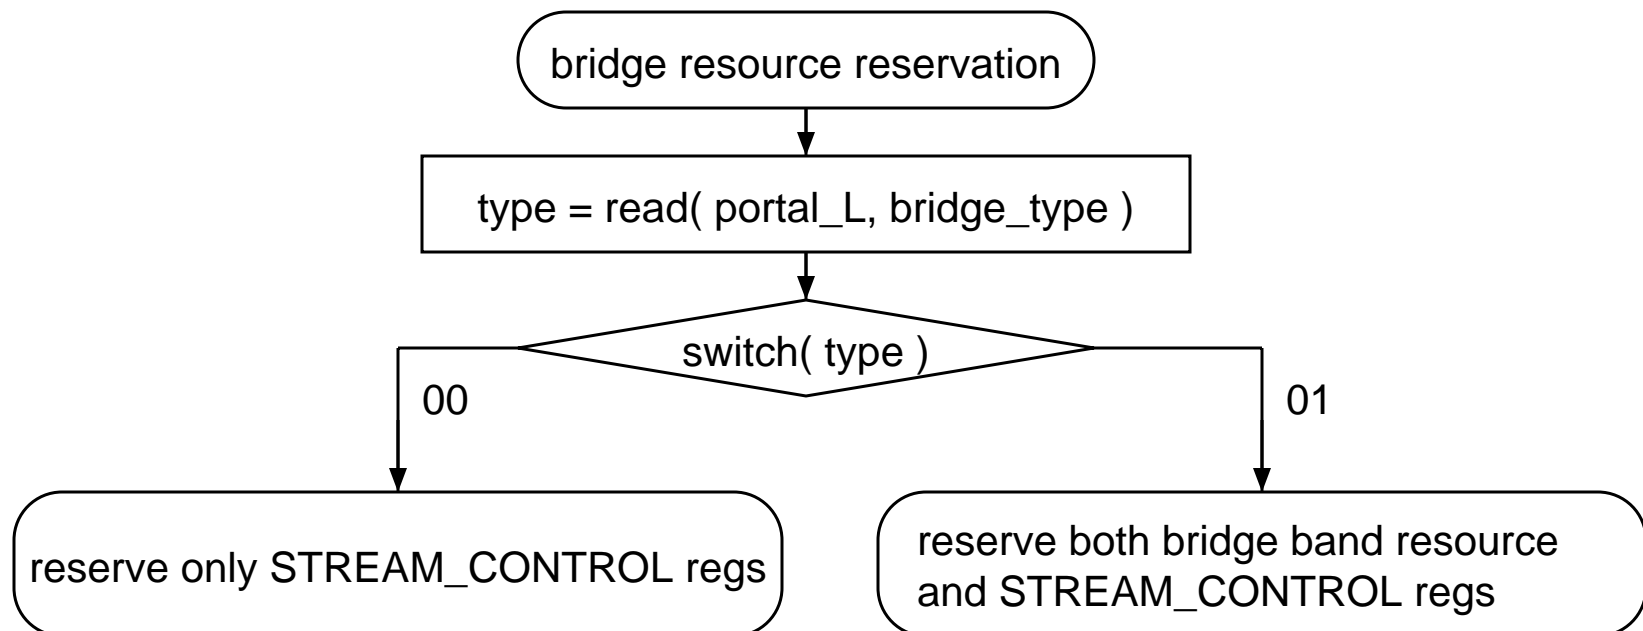 bridge resource reservation
type = read( portal_L, bridge_type )
switch( type )
00
01
reserve only STREAM_CONTROL regs
reserve both bridge band resource
and STREAM_CONTROL regs